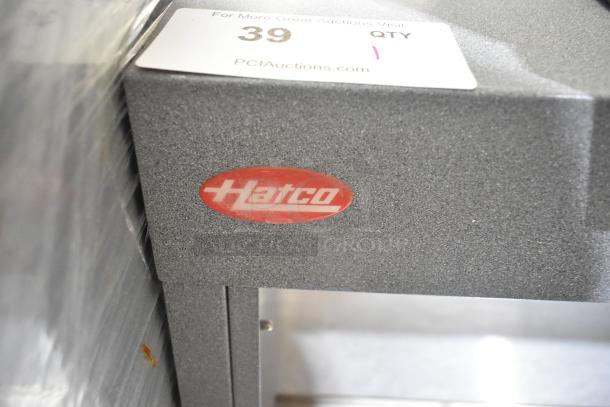 For More Great Auctions Visit
39 QTY
1
PCIAuctions.com
Hatco
AUCTION GROUP